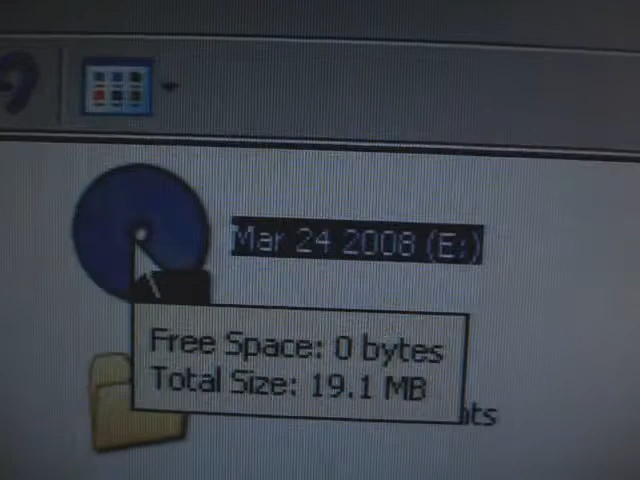 Mar 24 2008 (E:)
Free Space: 0 bytes
Total Size: 19.1 MB